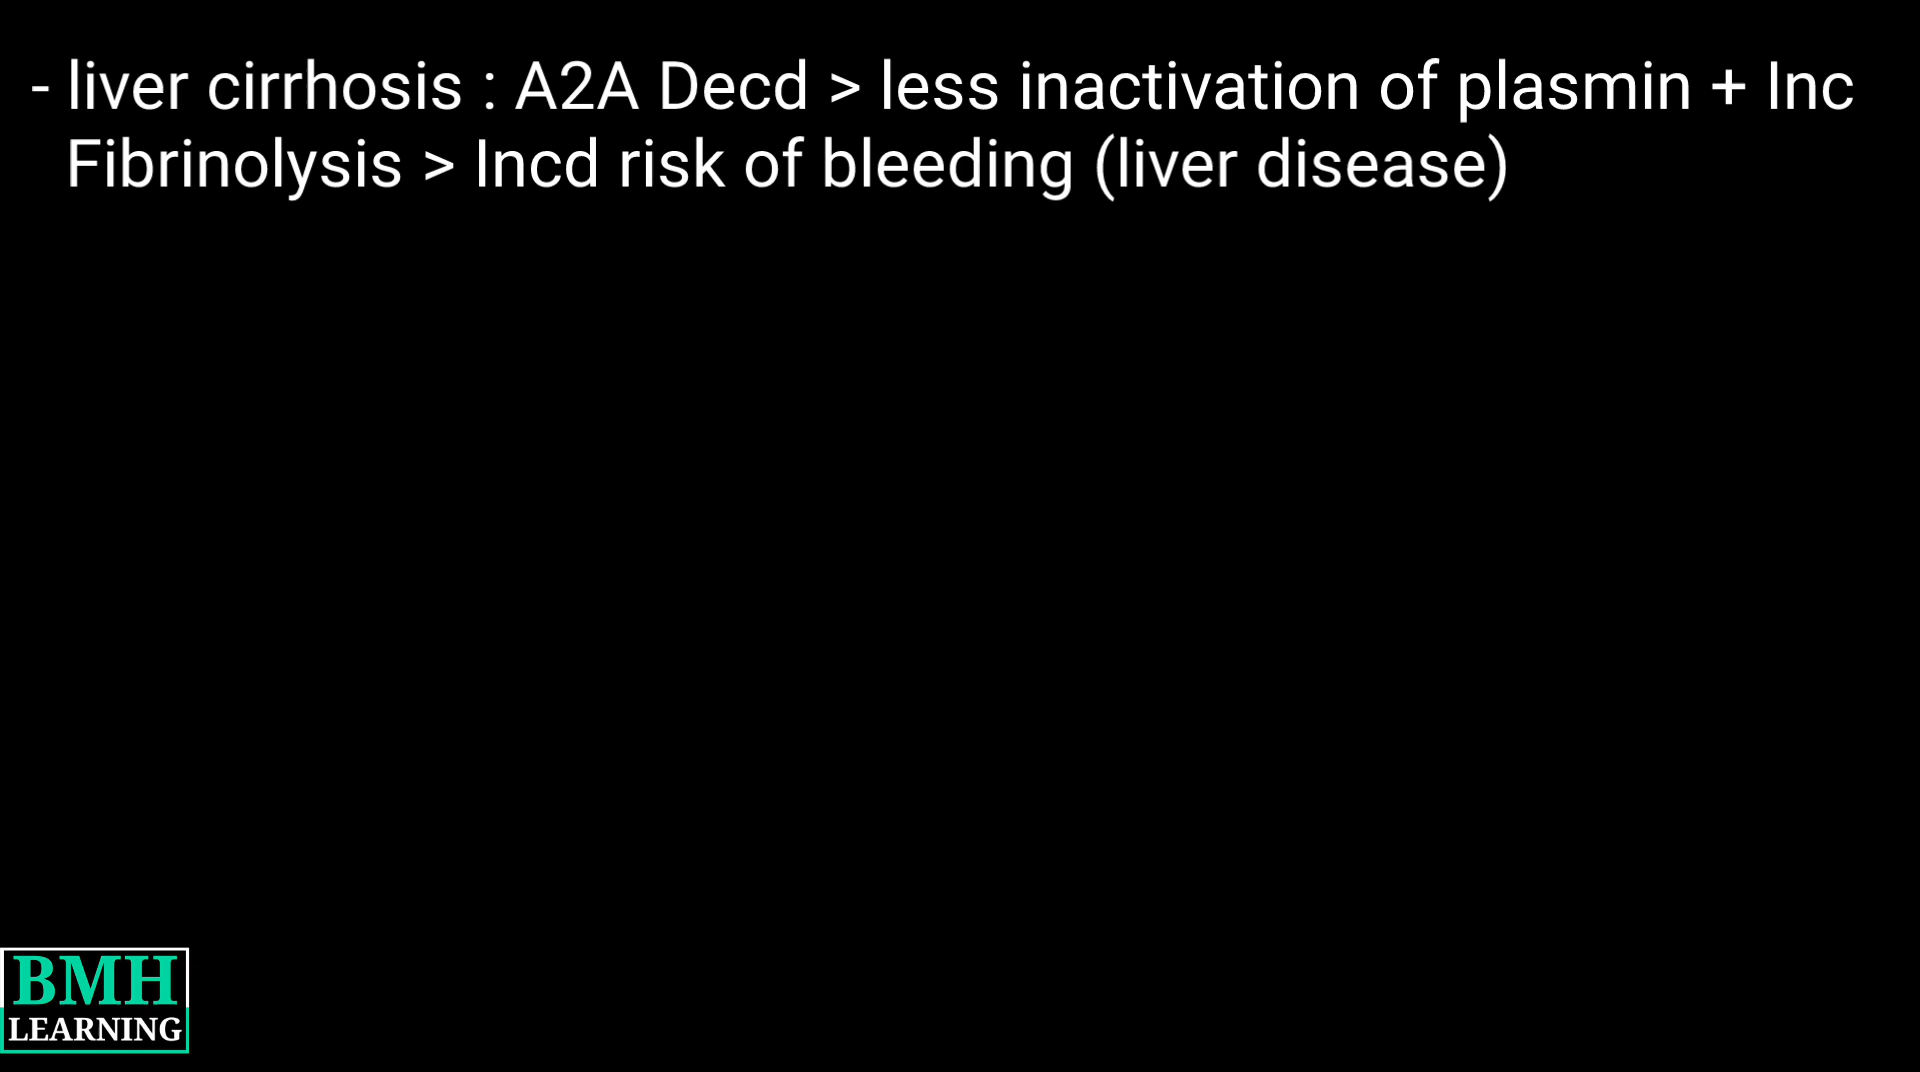 - liver cirrhosis : A2A Decd > less inactivation of plasmin + Inc
Fibrinolysis > Incd risk of bleeding (liver disease)
BMH
LEARNING